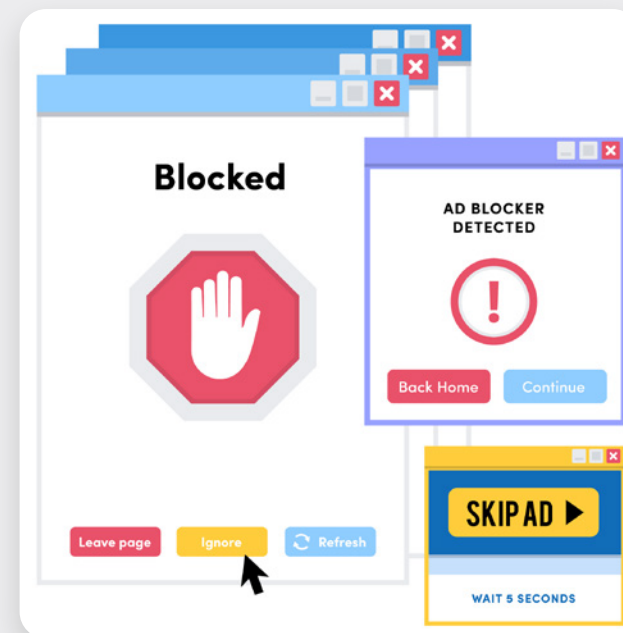 Blocked
Leave page
Ignore
Refresh
AD BLOCKER
DETECTED
!
Back Home
Continue
SKIP AD
WAIT 5 SECONDS